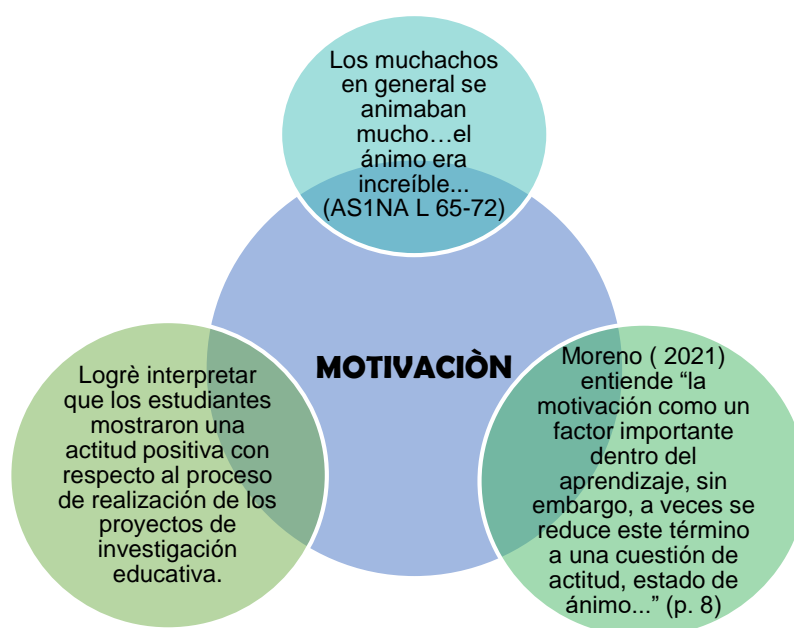 Los muchachos
en general se
animaban
mucho…el
ánimo era
increíble...
(AS1NA L 65-72)
MOTIVACIÒN
Logrè interpretar
que los estudiantes
mostraron una
actitud positiva con
respecto al proceso
de realización de los
proyectos de
investigación
educativa.
Moreno ( 2021)
entiende “la
motivación como un
factor importante
dentro del
aprendizaje, sin
embargo, a veces se
reduce este término
a una cuestión de
actitud, estado de
ánimo...” (p. 8)